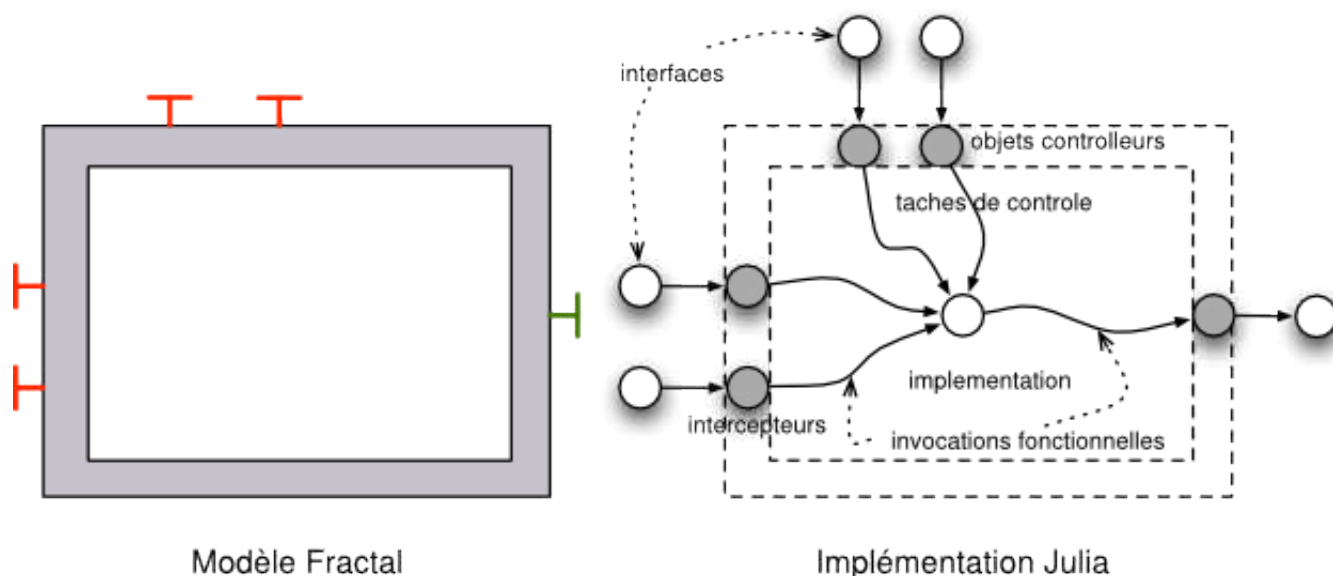 interfaces
objets controlleurs
taches de controle
implementation
intercepteurs
invocations fonctionnelles
Modèle Fractal
Implémentation Julia